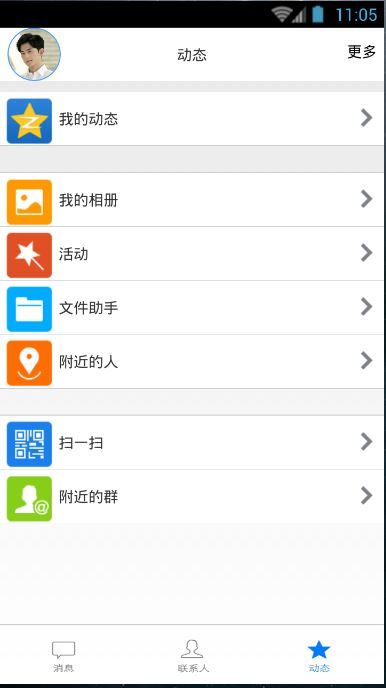 11:05
动态
更多
我的动态
我的相册
活动
文件助手
附近的人
扫一扫
附近的群
消息
联系人
动态